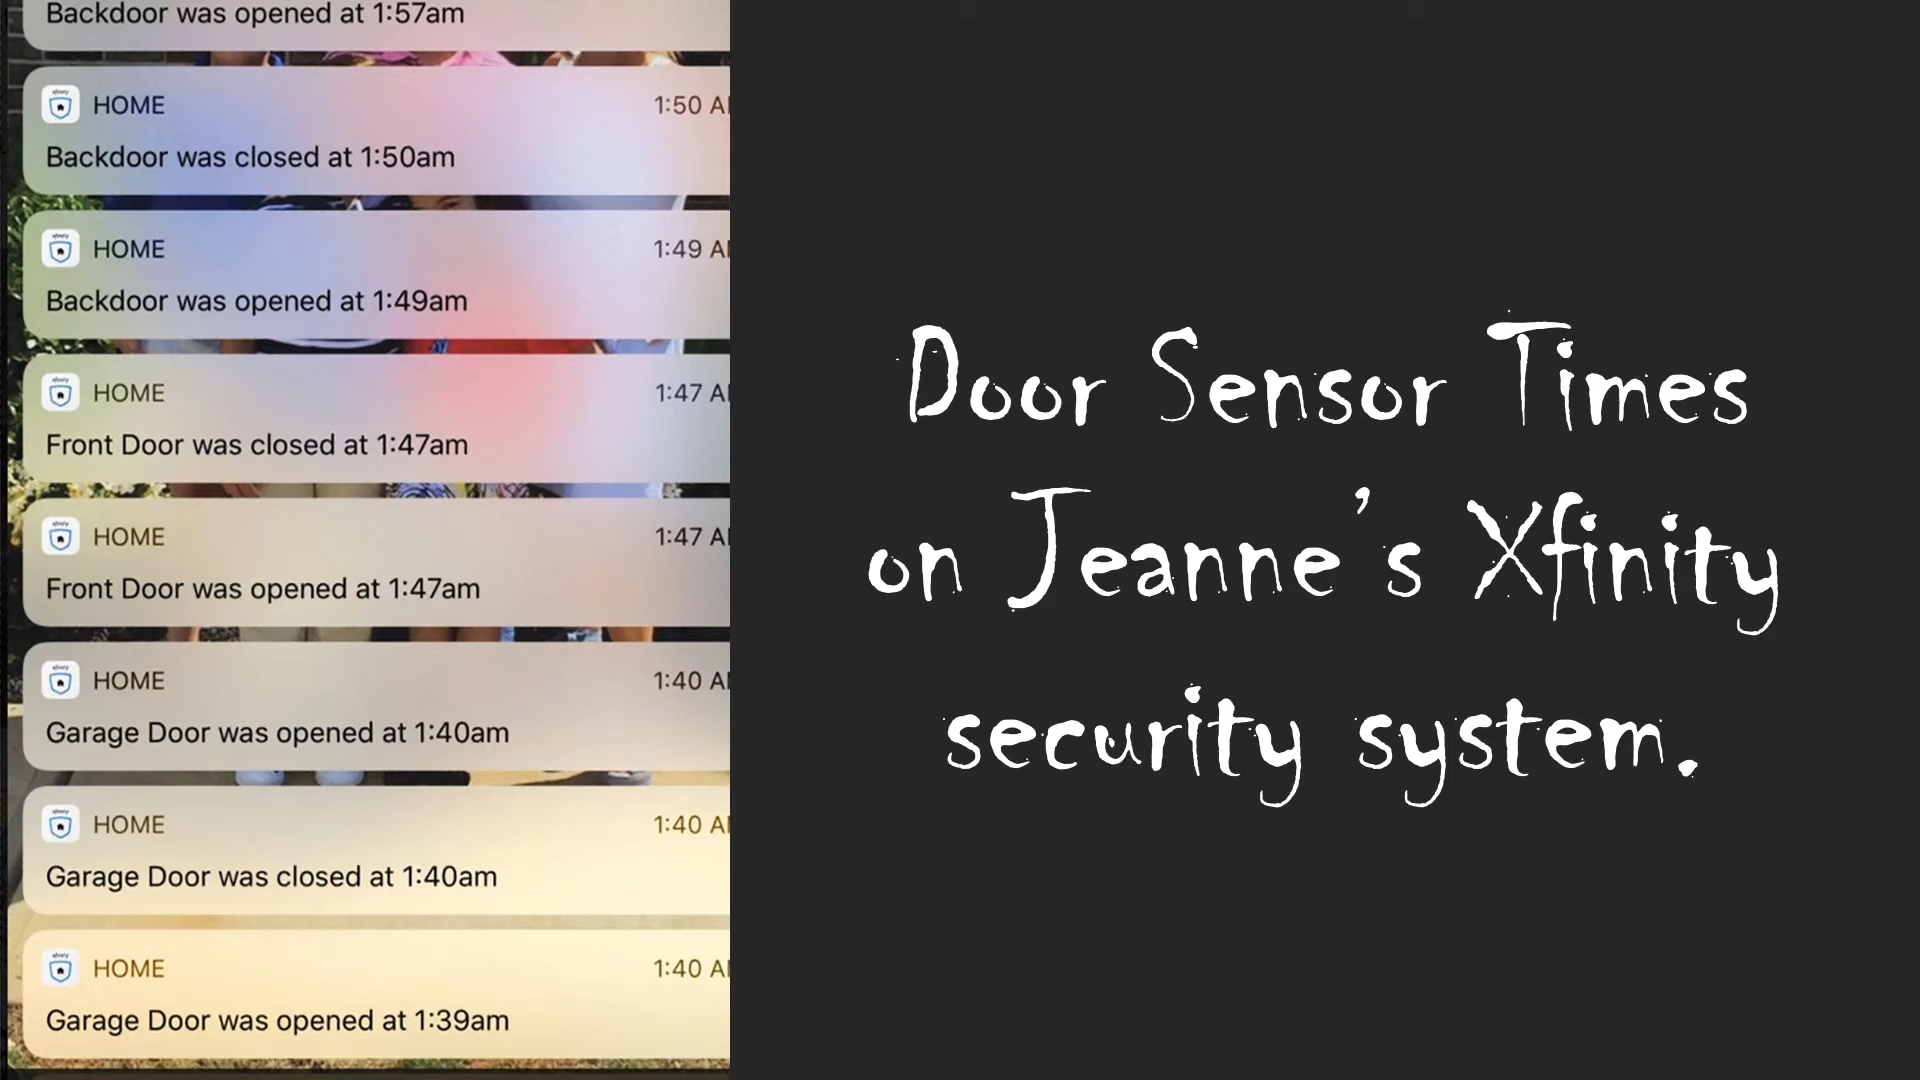 Backdoor was opened at 1:57am
HOME 1:50 A
Backdoor was closed at 1:50am
HOME 1:49 A
Backdoor was opened at 1:49am
HOME 1:47 A
Front Door was closed at 1:47am
HOME 1:47 A
Front Door was opened at 1:47am
HOME 1:40 A
Garage Door was opened at 1:40am
HOME 1:40 A
Garage Door was closed at 1:40am
HOME 1:40 A
Garage Door was opened at 1:39am
Door Sensor Times
on Jeanne's Xfinity
security system.